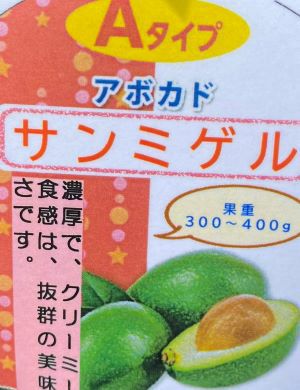 Aタイプ
アボカド
サンミゲル
果重
300～400g
濃厚で、クリーミー
食感は、抜群の美味
さです。